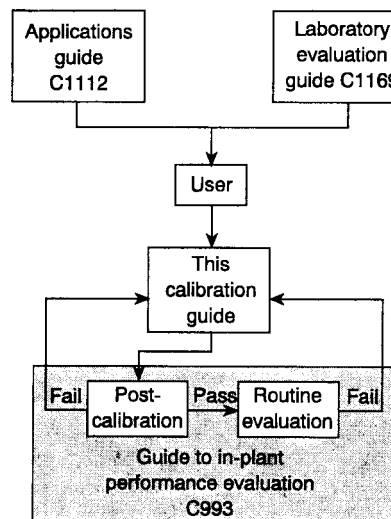 Applications
guide
C1112
Laboratory
evaluation
guide C1169
User
This
calibration
guide
Fail
Post-
calibration
Pass
Routine
evaluation
Fail
Guide to in-plant
performance evaluation
C993